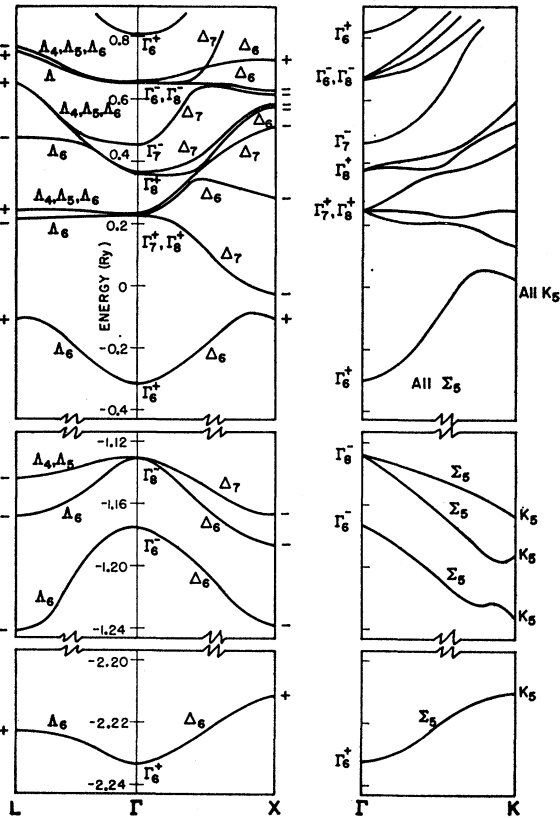 0.8 Γ6+ Δ7 Γ6+
Λ4,Λ5,Λ6 Δ6 +
Λ Δ6 Γ6-,Γ8-
+ 0.6 Γ6-,Γ8-
Λ4,Λ5,Λ6 Δ7
- Δ6 -
Λ6 Γ7- Δ7 Δ7 Γ7-
0.4 Γ8+ Γ8+
Λ4,Λ5,Λ6 Δ6 -
+ Γ7+,Γ8+
- Λ6 0.2 Γ7+,Γ8+
ENERGY (Ry) Δ7
0 - All K5
+ Λ6 -0.2 Δ6 +
-0.4 Γ6+ Γ6+ All Σ5
-1.12
Λ4,Λ5 Γ8- Γ8-
- Δ7 Σ5
- Λ6 -1.16 Δ6 - Γ6- Σ5 K5
Γ6- - K5
-1.20
Λ6 Δ6 Σ5
- -1.24 - K5
-2.20
+ K5
+ Λ6 -2.22 Δ6 Σ5
Γ6+ Γ6+
-2.24
L Γ X Γ K